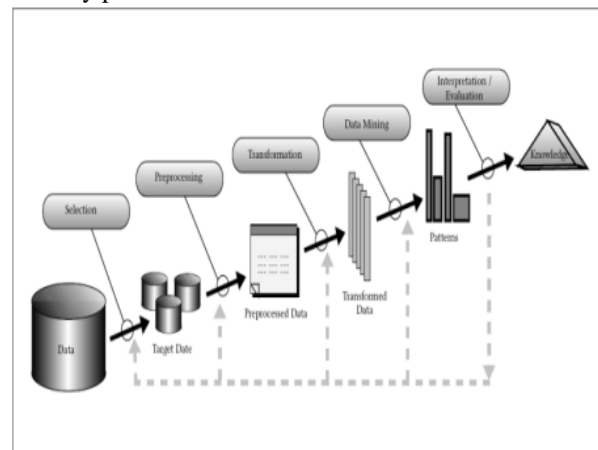 Interpretation /
Evaluation
Data Mining
Knowledge
Transformation
Preprocessing
Patterns
Selection
Transformed
Data
Preprocessed Data
Target Date
Data